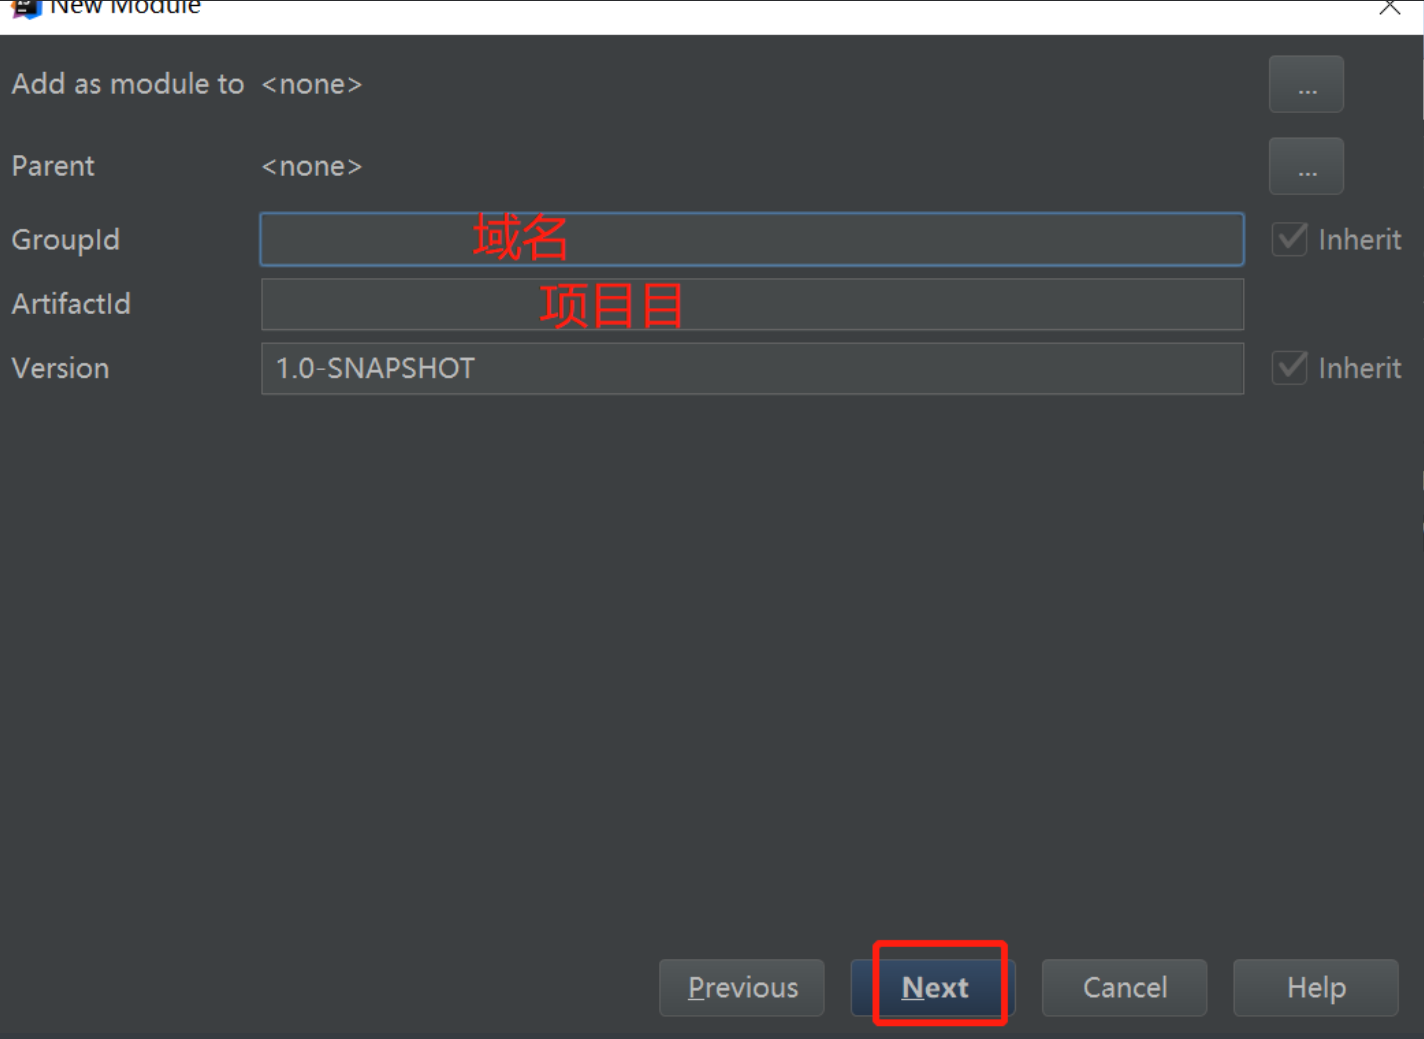 New Module
Add as module to <none> ...
Parent <none> ...
GroupId 域名 Inherit
ArtifactId 项目目
Version 1.0-SNAPSHOT Inherit
Previous Next Cancel Help